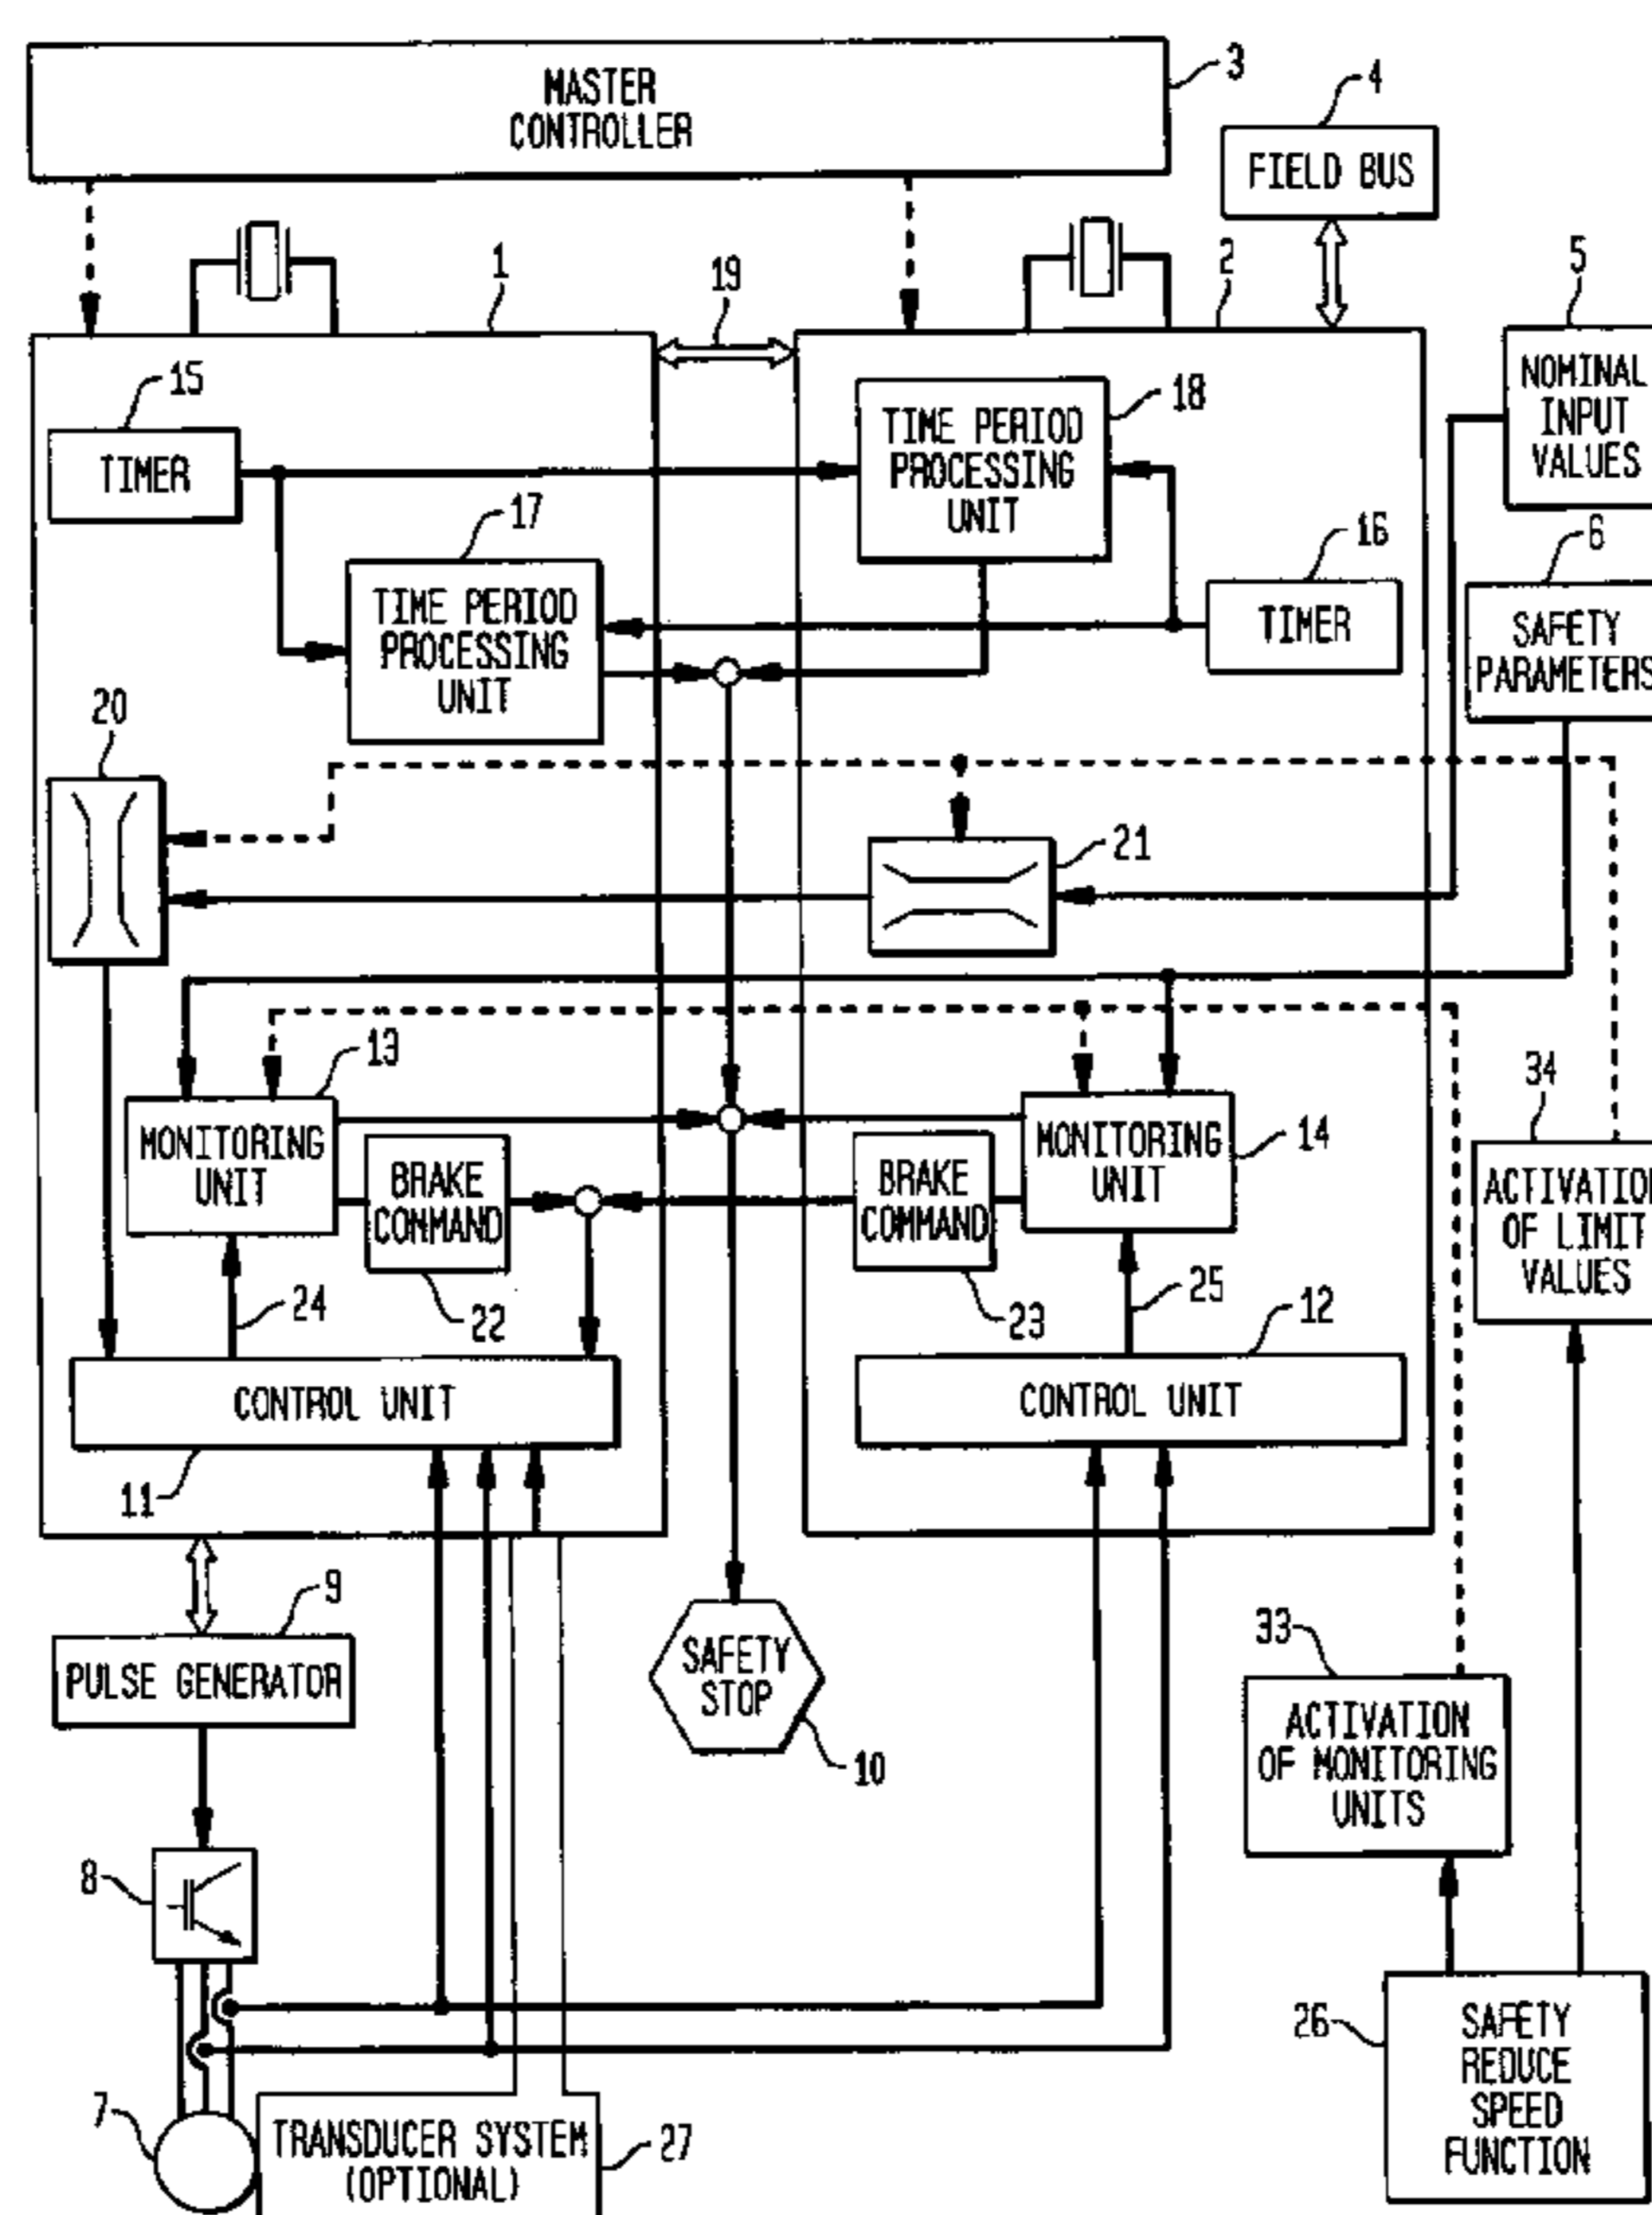 MASTER
CONTROLLER
3
4
FIELD BUS
1
19
2
5
NOMINAL
INPUT
VALUES
15
TIMER
18
TIME PERIOD
PROCESSING
UNIT
17
TIME PERIOD
PROCESSING
UNIT
16
TIMER
6
SAFETY
PARAMETERS
20
21
13
MONITORING
UNIT
BRAKE
COMMAND
22
24
BRAKE
COMMAND
23
MONITORING
UNIT
14
25
12
34
ACTIVATIO
OF LIMIT
VALUES
CONTROL UNIT
11
CONTROL UNIT
9
PULSE GENERATOR
SAFETY
STOP
10
33
ACTIVATION
OF MONITORING
UNITS
8
26
SAFETY
REDUCE
SPEED
FUNCTION
7
TRANSDUCER SYSTEM
(OPTIONAL)
27